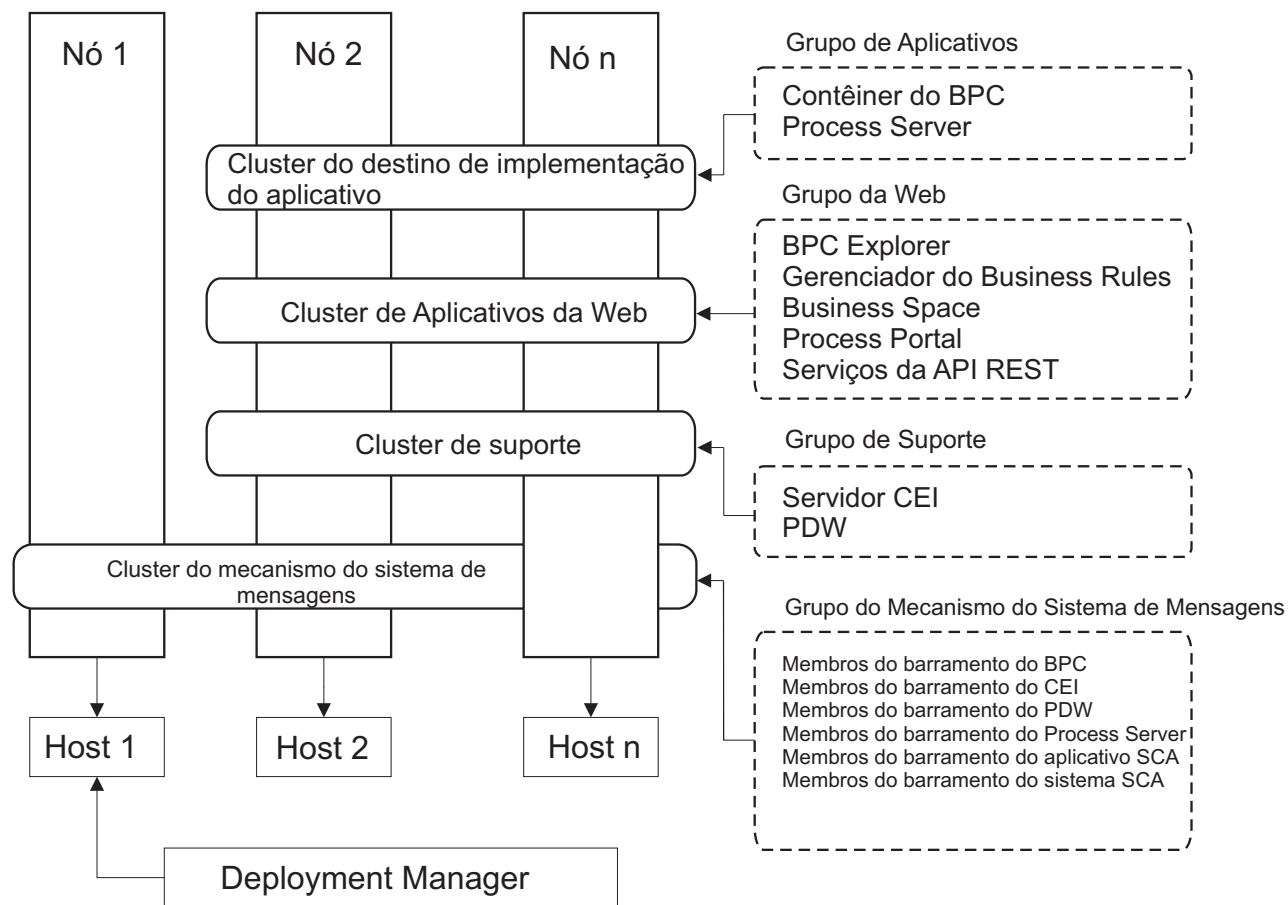 Nó 1
Nó 2
Nó n
Cluster do destino de implementação
do aplicativo
Cluster de Aplicativos da Web
Cluster de suporte
Cluster do mecanismo do sistema de
mensagens
Host 1
Host 2
Host n
Deployment Manager
Grupo de Aplicativos
Contêiner do BPC
Process Server
Grupo da Web
BPC Explorer
Gerenciador do Business Rules
Business Space
Process Portal
Serviços da API REST
Grupo de Suporte
Servidor CEI
PDW
Grupo do Mecanismo do Sistema de Mensagens
Membros do barramento do BPC
Membros do barramento do CEI
Membros do barramento do PDW
Membros do barramento do Process Server
Membros do barramento do aplicativo SCA
Membros do barramento do sistema SCA